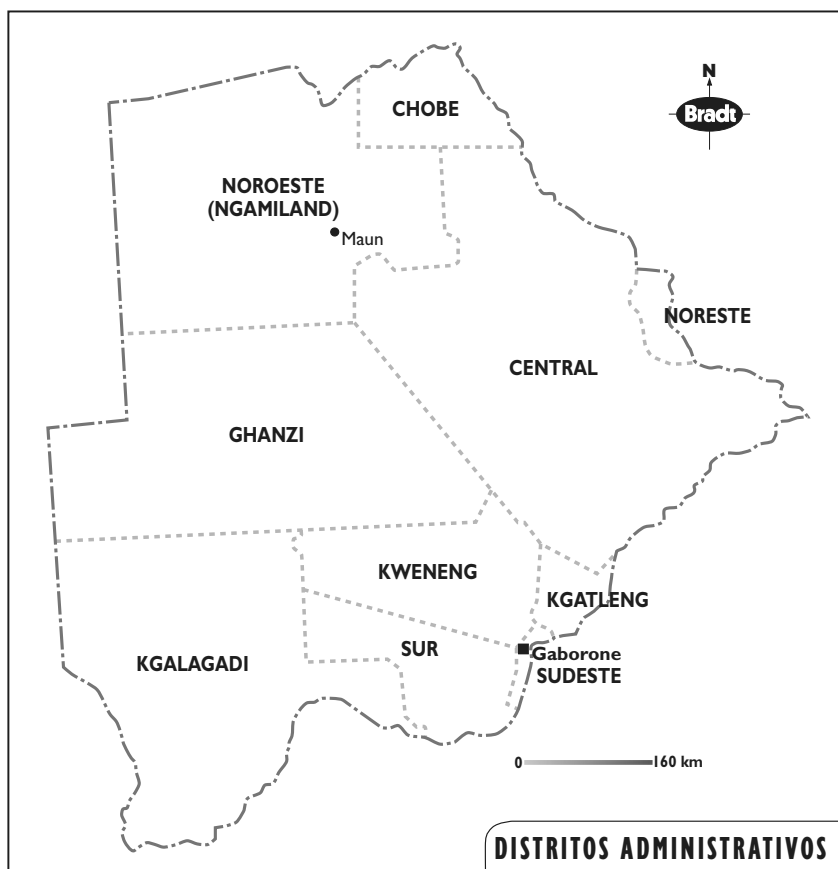 N
Bradt
CHOBE
NOROESTE
(NGAMILAND)
Maun
NORESTE
CENTRAL
GHANZI
KWENENG
KGATLENG
SUR
Gaborone
KGALAGADI
SUDESTE
0 160 km
DISTRITOS ADMINISTRATIVOS